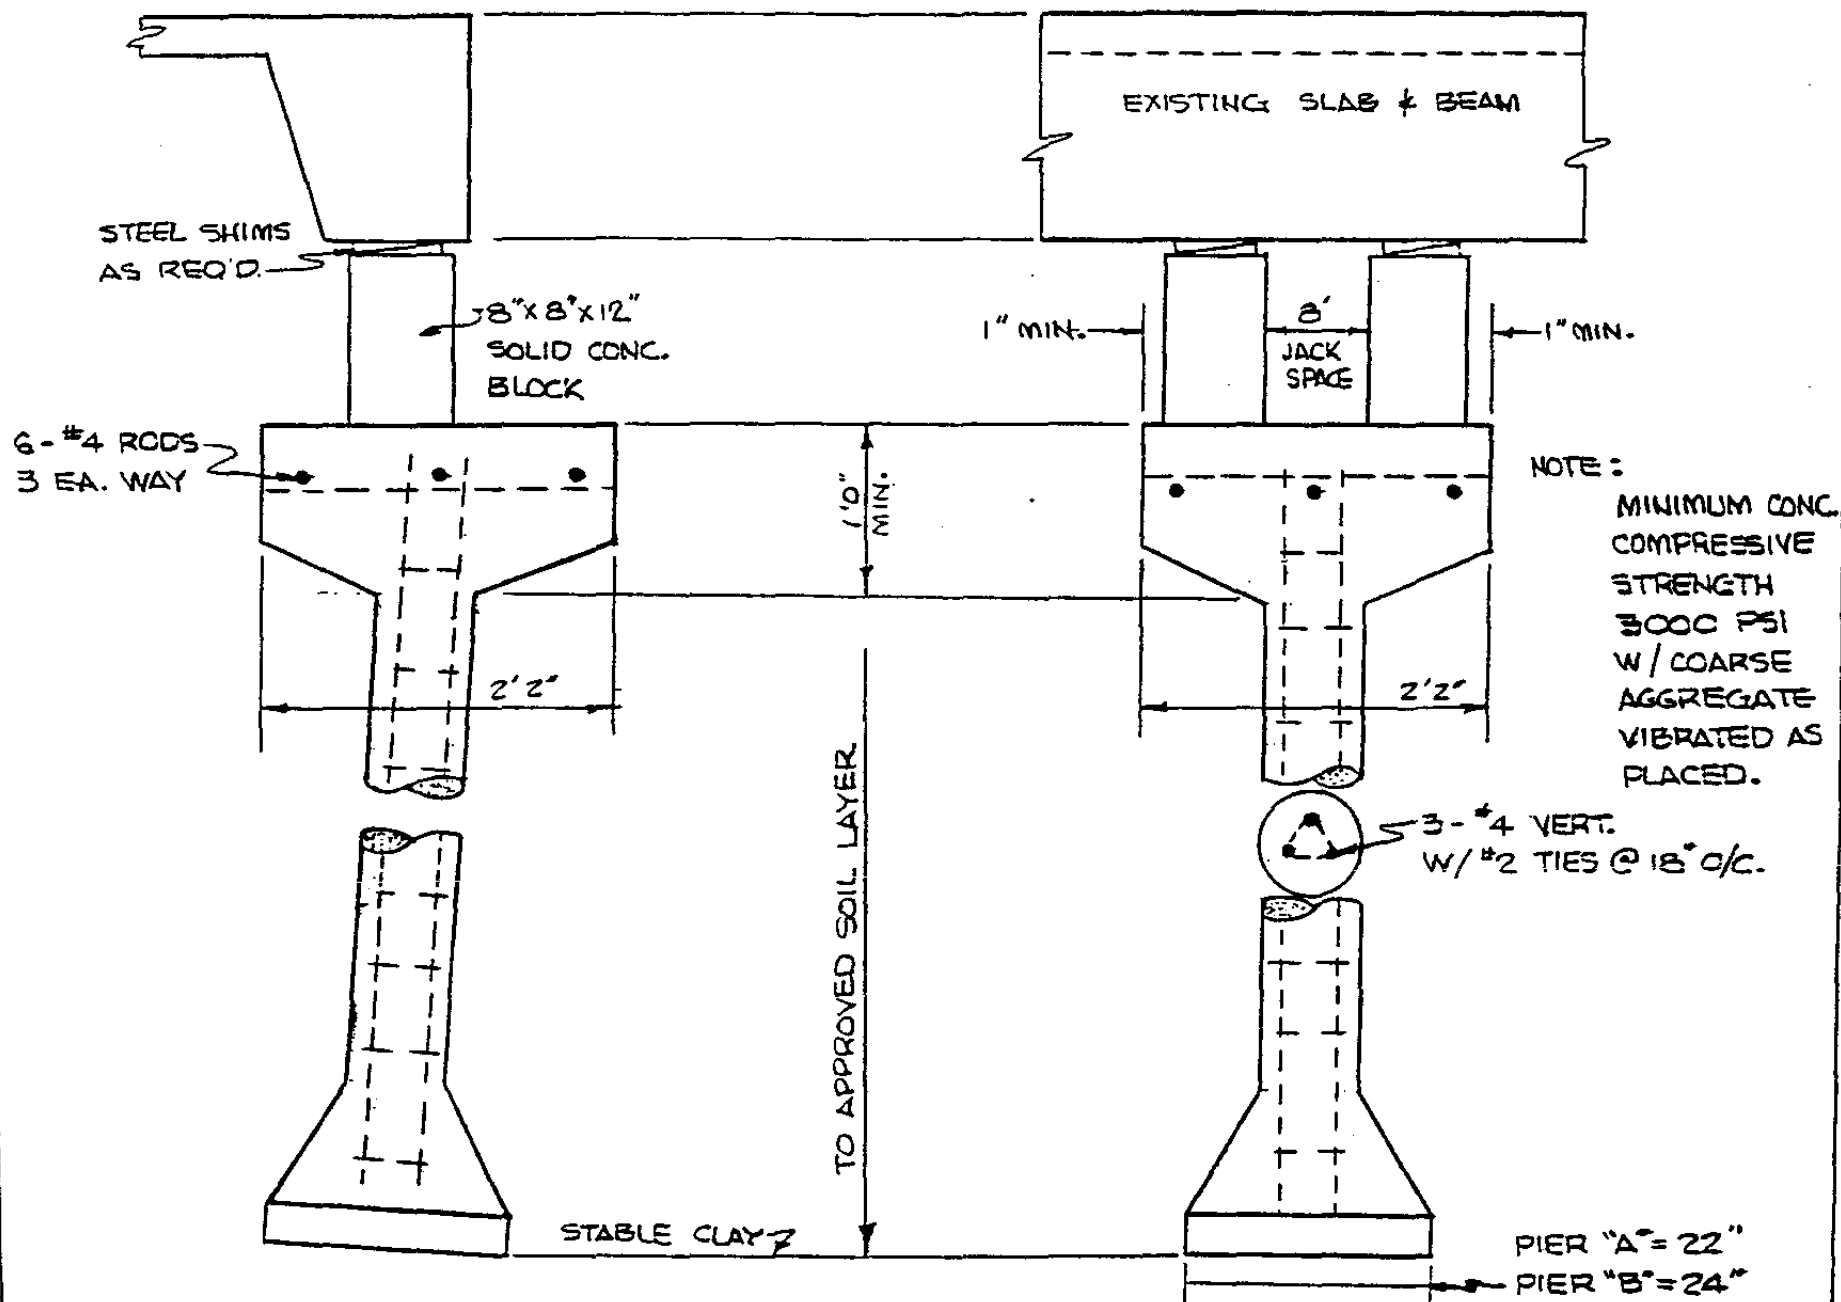 EXISTING SLAB & BEAM
STEEL SHIMS
AS REQ'D.
8"x8"x12"
SOLID CONC.
BLOCK
1" MIN.
8'
JACK
SPACE
1" MIN.
6-#4 RODS
3 EA. WAY
1'0"
MIN.
NOTE:
MINIMUM CONC.
COMPRESSIVE
STRENGTH
3000 PSI
W/COARSE
AGGREGATE
VIBRATED AS
PLACED.
2'2"
2'2"
TO APPROVED SOIL LAYER
3-#4 VERT.
W/#2 TIES @ 18" O/C.
STABLE CLAY
PIER "A"=22"
PIER "B"=24"